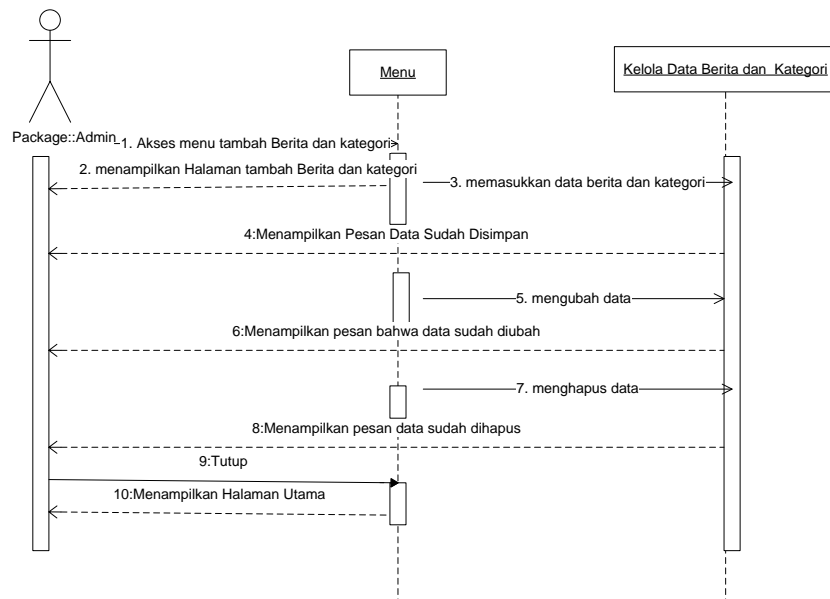 Menu
Kelola Data Berita dan Kategori
Package::Admin
1. Akses menu tambah Berita dan kategori
2. menampilkan Halaman tambah Berita dan kategori
3. memasukkan data berita dan kategori
4:Menampilkan Pesan Data Sudah Disimpan
5. mengubah data
6:Menampilkan pesan bahwa data sudah diubah
7. menghapus data
8:Menampilkan pesan data sudah dihapus
9:Tutup
10:Menampilkan Halaman Utama